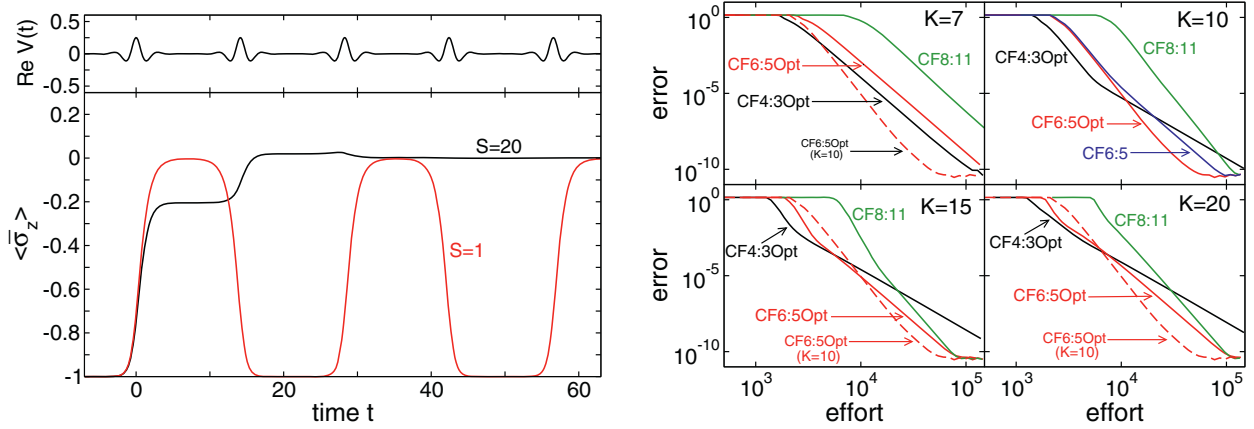 Re V(t)
0.5
0
-0.5
0.2
0
-0.2
-0.4
-0.6
-0.8
-1
<σ̄z>
S=20
S=1
0
20
40
60
time t
K=7
10^0
10^-5
10^-10
error
CF8:11
CF6:5Opt
CF4:3Opt
CF6:5Opt
(K=10)
K=10
CF4:3Opt
CF8:11
CF6:5Opt
CF6:5
K=15
10^0
10^-5
10^-10
error
CF8:11
CF4:3Opt
CF6:5Opt
CF6:5Opt
(K=10)
10^3
10^4
10^5
effort
K=20
CF8:11
CF4:3Opt
CF6:5Opt
CF6:5Opt
(K=10)
10^3
10^4
10^5
effort